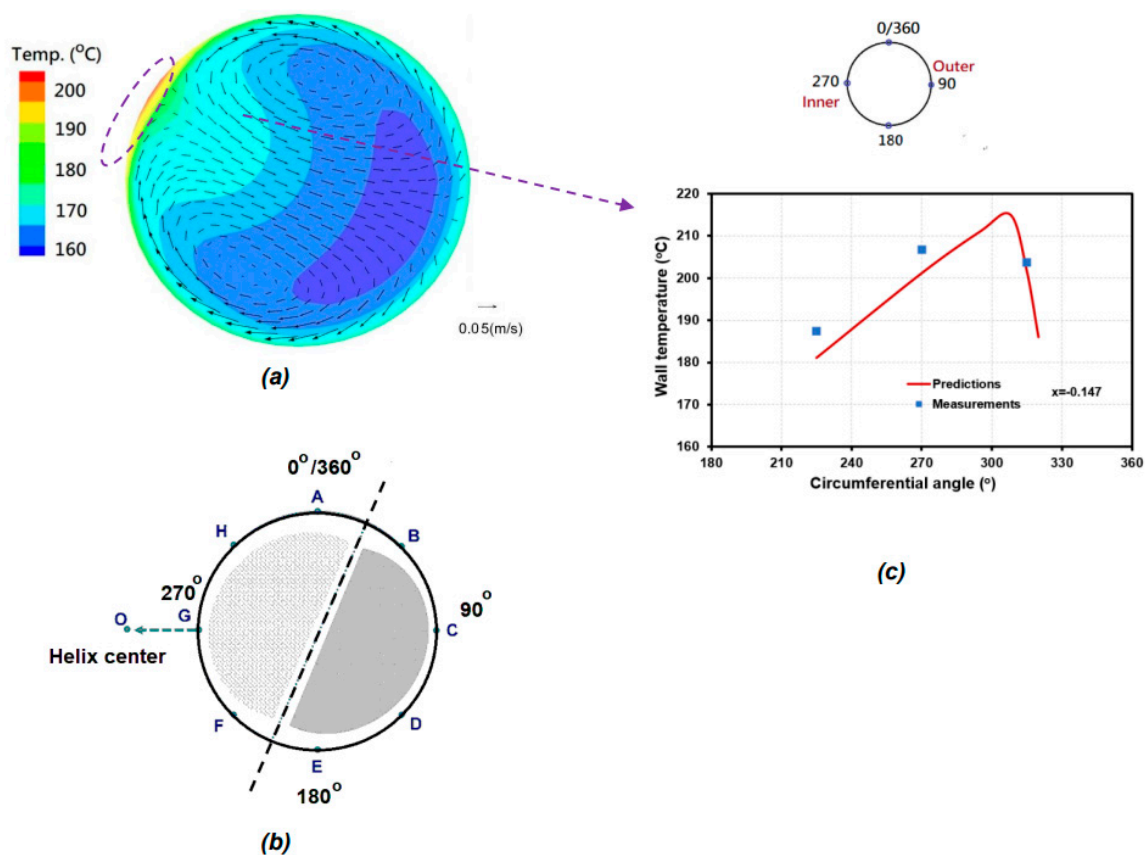 Temp. (°C)
200
190
180
170
160
0.05(m/s)
(a)
0/360
Outer
270
90
Inner
180
220
210
200
190
180
170
160
Wall temperature (°C)
Predictions
Measurements
x=-0.147
180
210
240
270
300
330
360
Circumferential angle (°)
(c)
0°/360°
A
H
B
270°
90°
O
G
C
Helix center
F
D
E
180°
(b)